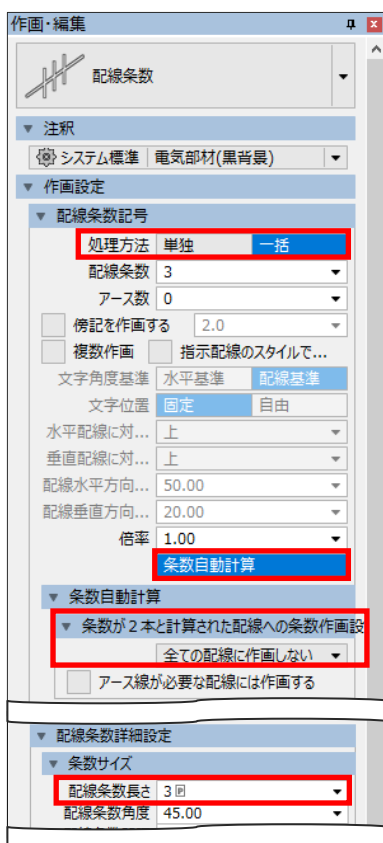 作画・編集
配線条数
注釈
システム標準 電気部材(黒背景)
作画設定
配線条数記号
処理方法 単独 一括
配線条数 3
アース数 0
傍記を作画する 2.0
複数作画 指示配線のスタイルで...
文字角度基準 水平基準 配線基準
文字位置 固定 自由
水平配線に対... 上
垂直配線に対... 上
配線水平方向... 50.00
配線垂直方向... 20.00
倍率 1.00
条数自動計算
条数自動計算
条数が２本と計算された配線への条数作画設
全ての配線に作画しない
アース線が必要な配線には作画する
配線条数詳細設定
条数サイズ
配線条数長さ 3 P
配線条数角度 45.00